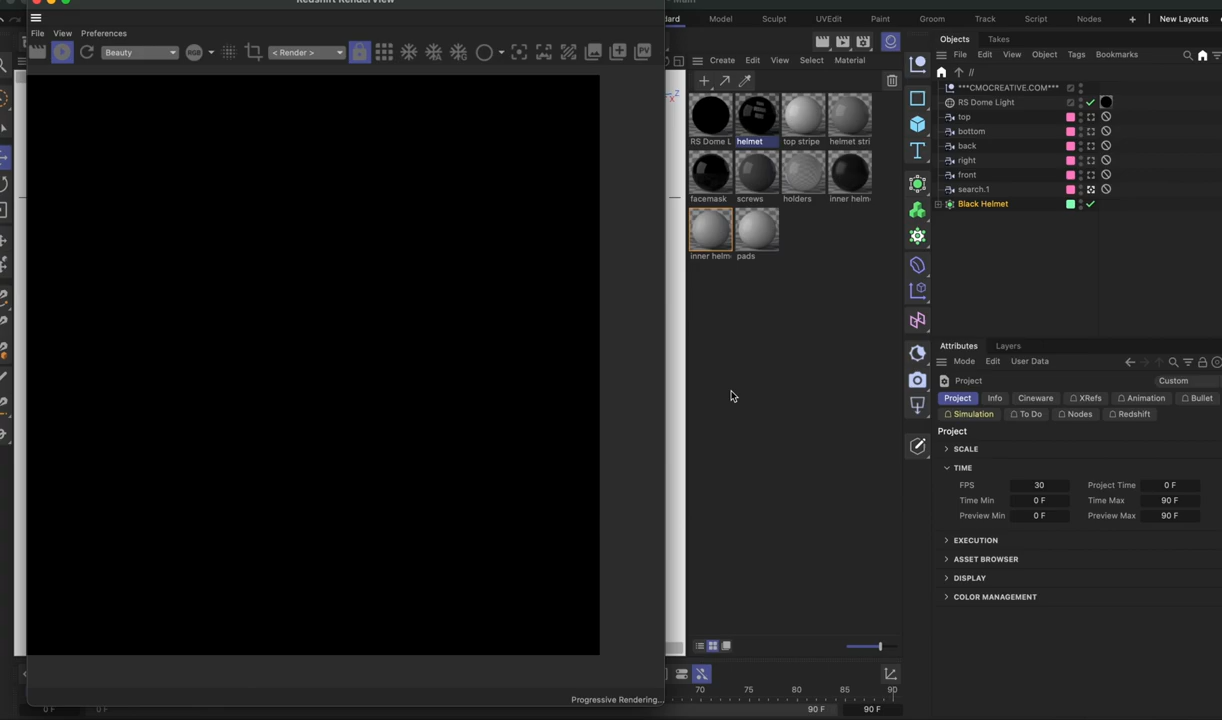 Redshift RenderView
Main
File View Preferences
Beauty
RGB
< Render >
PV
Progressive Rendering...
Model Sculpt UVEdit Paint Groom Track Script Nodes New Layouts
Create Edit View Select Material
RS Dome L helmet top stripe helmet stri
facemask screws holders inner helm
inner helm pads
Z
X
70 75 80 85 90
0 F 0 F 90 F 90 F
Objects Takes
File Edit View Object Tags Bookmarks
//
***CMOCREATIVE.COM***
RS Dome Light
top
bottom
back
right
front
search.1
Black Helmet
Attributes Layers
Mode Edit User Data
Project Custom
Project Info Cineware XRefs Animation Bullet
Simulation To Do Nodes Redshift
Project
SCALE
TIME
FPS 30 Project Time 0 F
Time Min 0 F Time Max 90 F
Preview Min 0 F Preview Max 90 F
EXECUTION
ASSET BROWSER
DISPLAY
COLOR MANAGEMENT